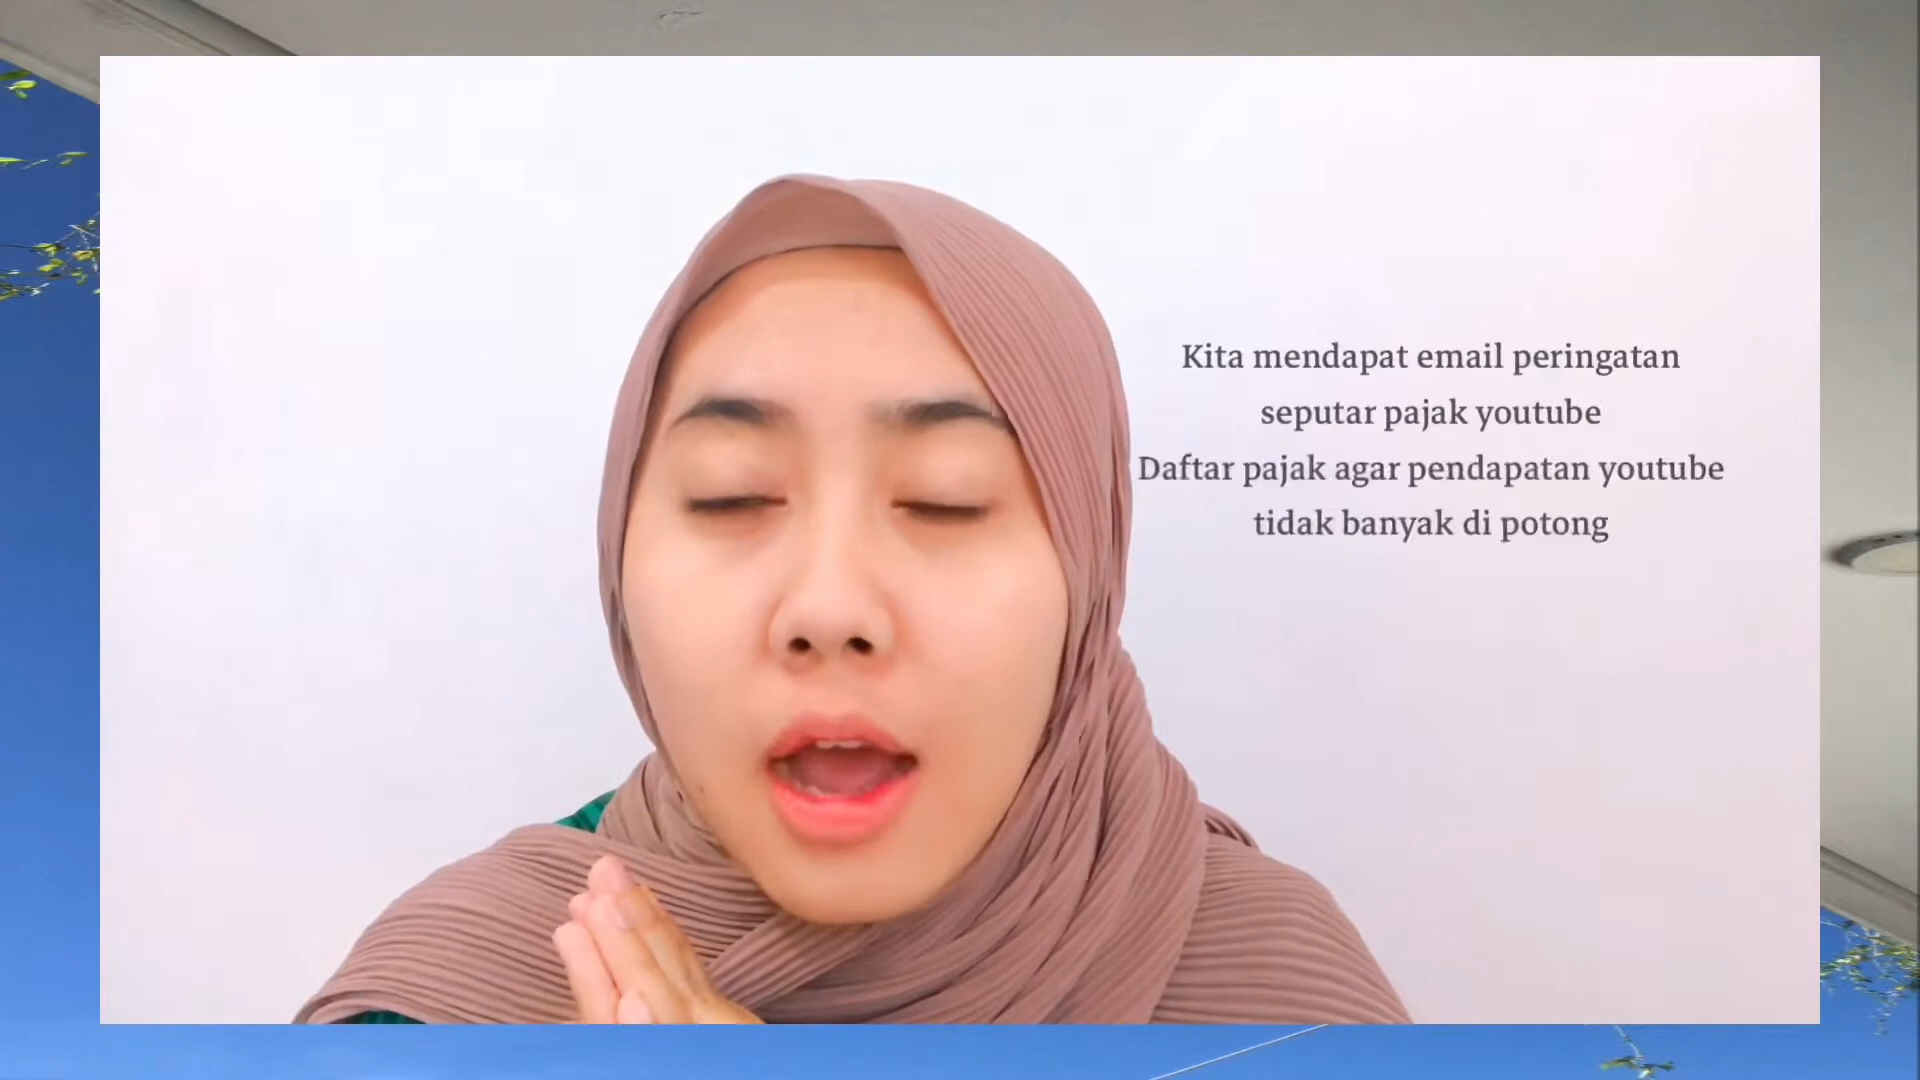 Kita mendapat email peringatan
seputar pajak youtube
Daftar pajak agar pendapatan youtube
tidak banyak di potong